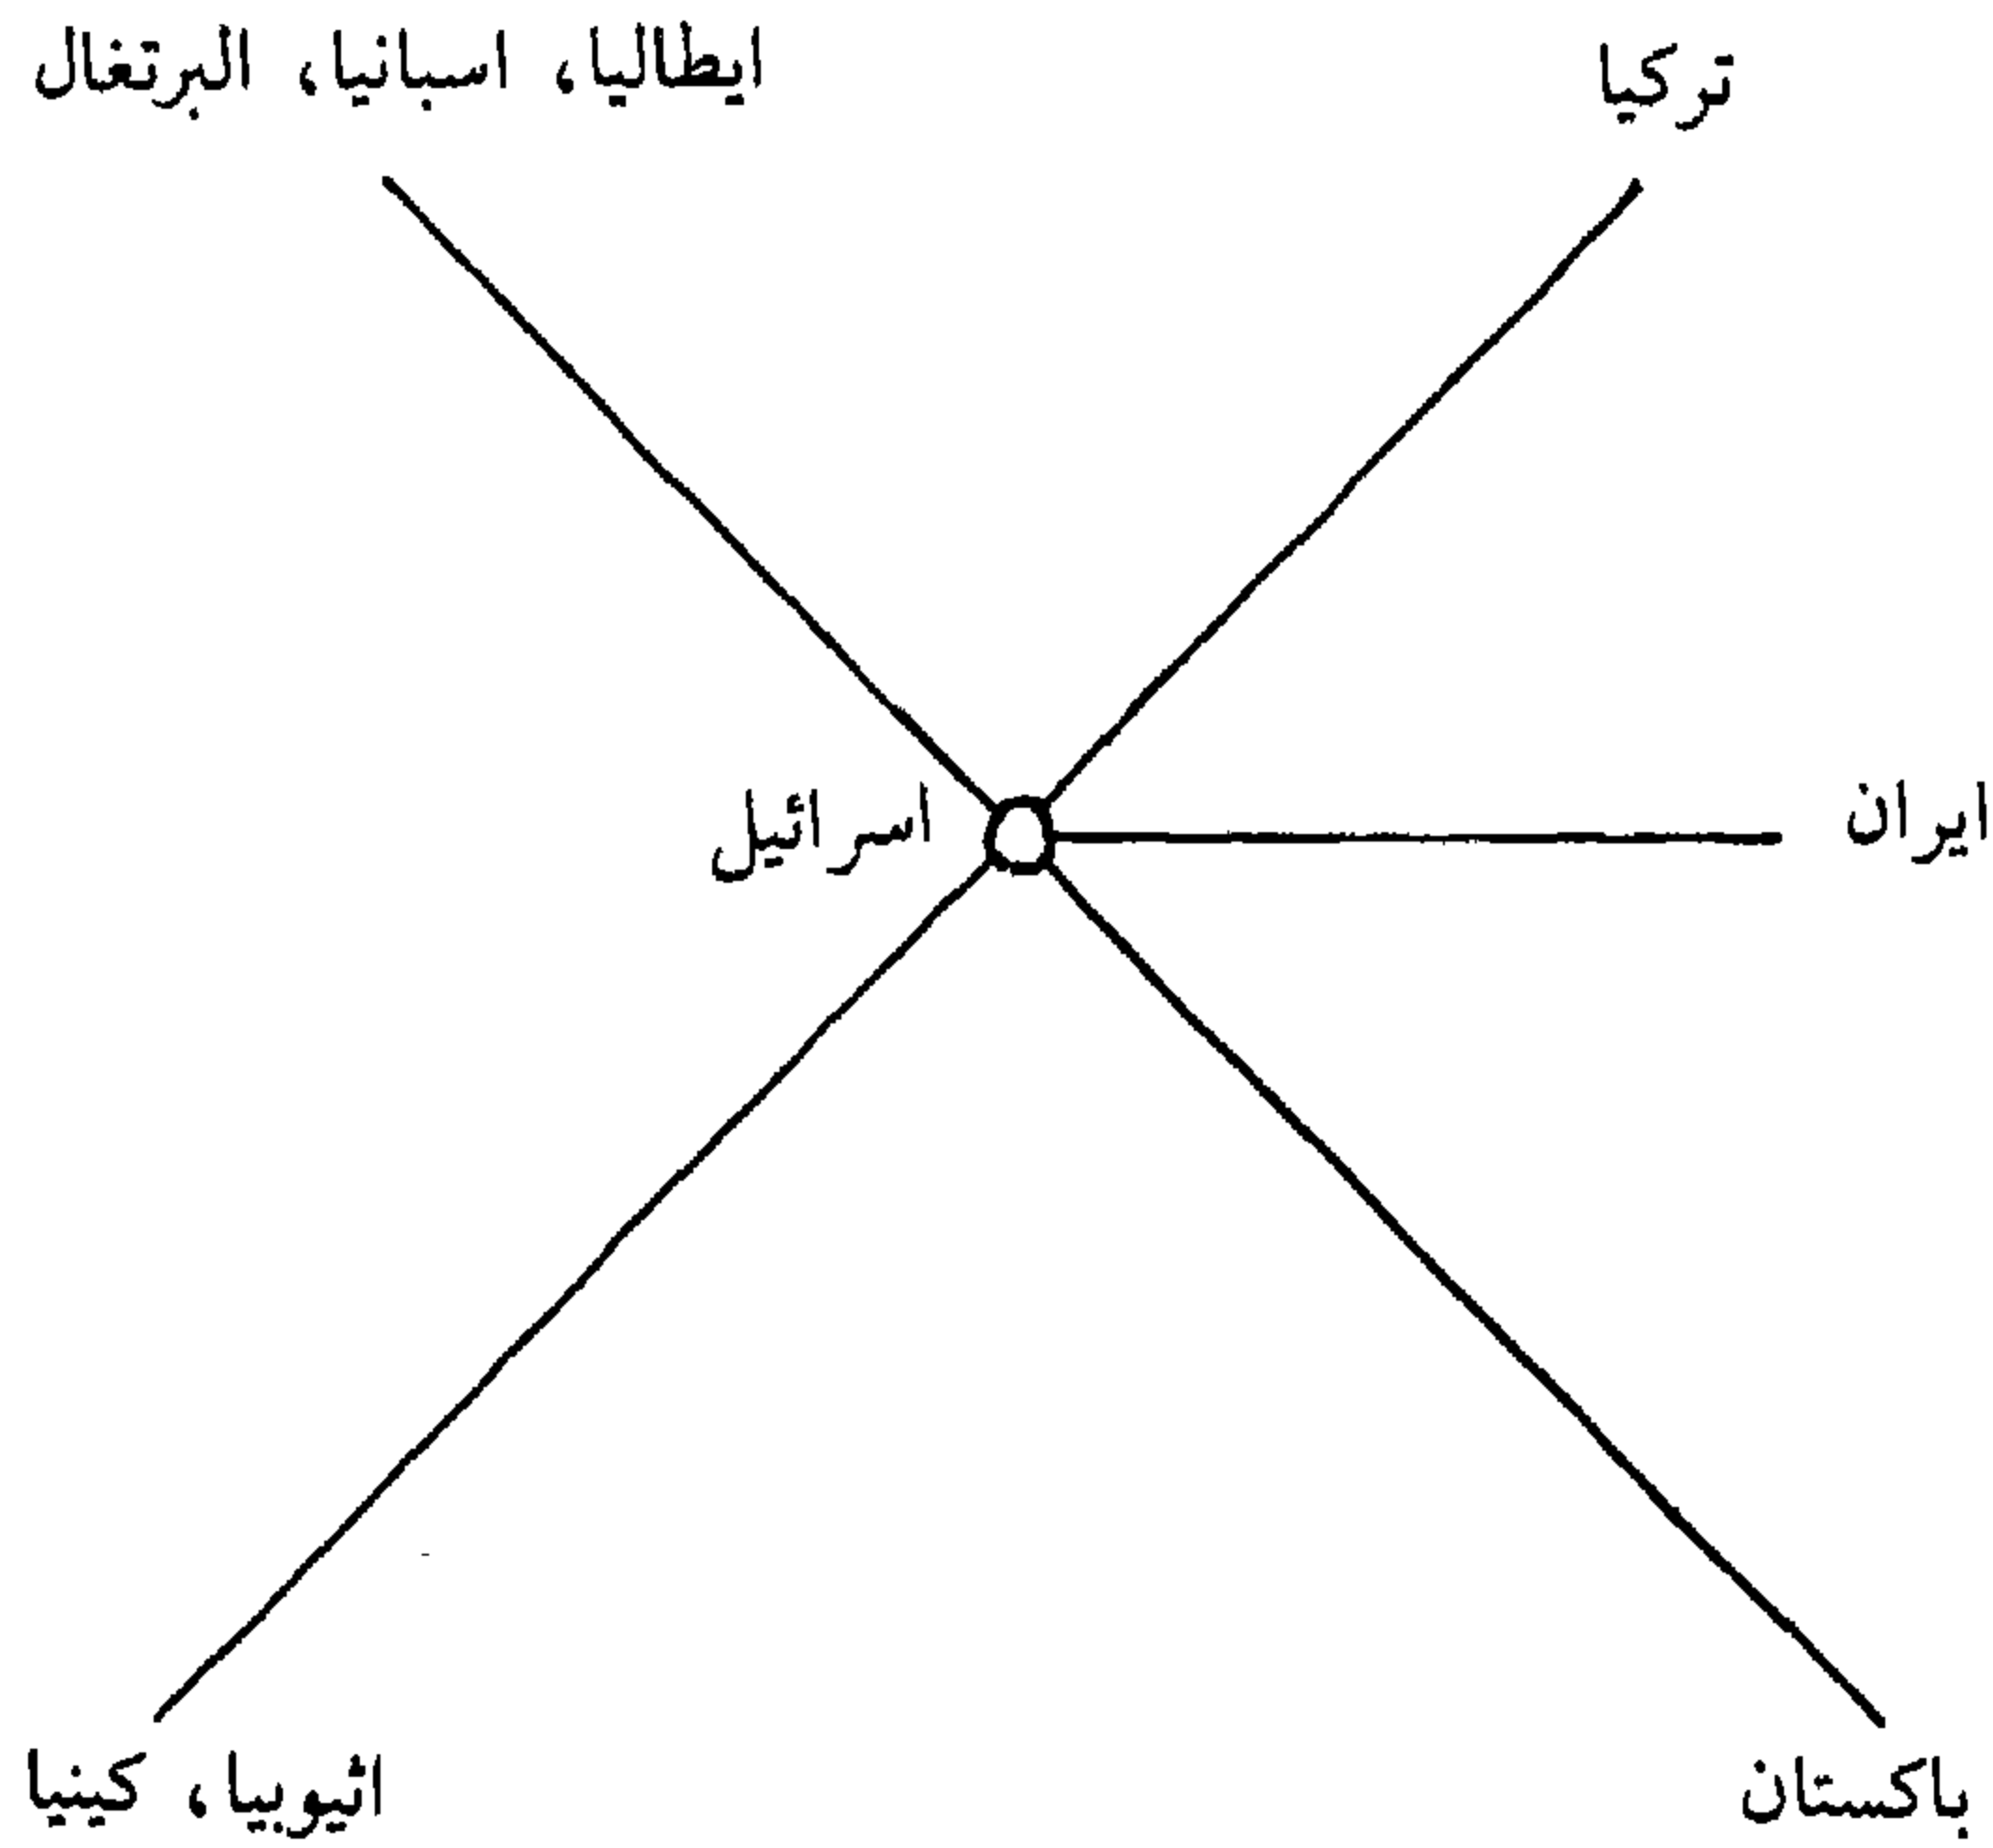 ايطاليا، اسبانيا، البرتغال
تركيا
اسرائيل
ايران
اثيوبيا، كينيا
باكستان